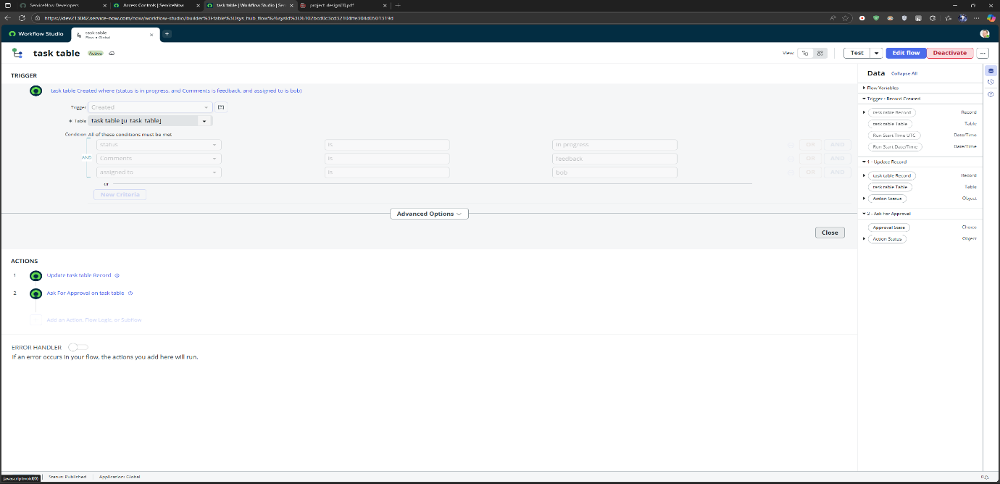 ServiceNow Developers
Access Controls | ServiceNow
task table | Workflow Studio | Ser
project design[1].pdf
https://dev213042.service-now.com/now/workflow-studio/builder%3Ftable%3Dsys_hub_flow%26sysId%3D6102bcd0c3cd32104ffe304d0501319d
Workflow Studio
task table
Flow • Global
task table
Active
View:
Test
Edit flow
Deactivate
TRIGGER
task table Created where (status is in progress, and Comments is feedback, and assigned to is bob)
Trigger
Created
* Table
task table [u_task_table]
Condition
All of these conditions must be met
status
is
in progress
OR
AND
AND
Comments
is
feedback
OR
AND
assigned to
is
bob
OR
AND
or
New Criteria
Advanced Options
Close
ACTIONS
1
Update task table Record
2
Ask For Approval on task table
Add an Action, Flow Logic, or Subflow
ERROR HANDLER
If an error occurs in your flow, the actions you add here will run.
Data
Collapse All
Flow Variables
Trigger - Record Created
task table Record
Record
task table Table
Table
Run Start Time UTC
Date/Time
Run Start Date/Time
Date/Time
1 - Update Record
task table Record
Record
task table Table
Table
Action Status
Object
2 - Ask For Approval
Approval State
Choice
Action Status
Object
javascript:void(0)
Status: Published
Application: Global
0